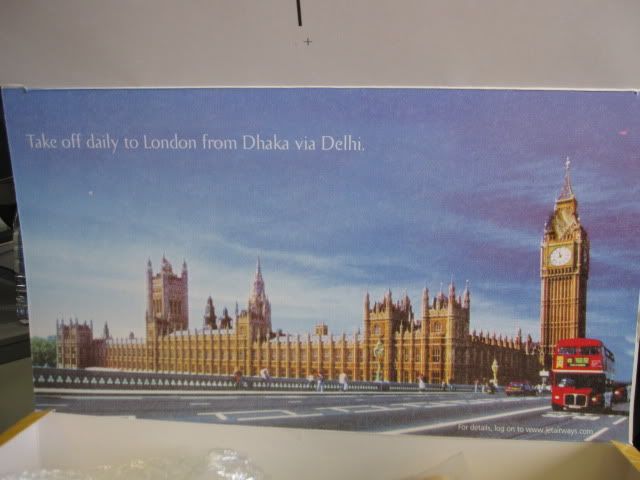 Take off daily to London from Dhaka via Delhi.
For details, log on to www.jetairways.com